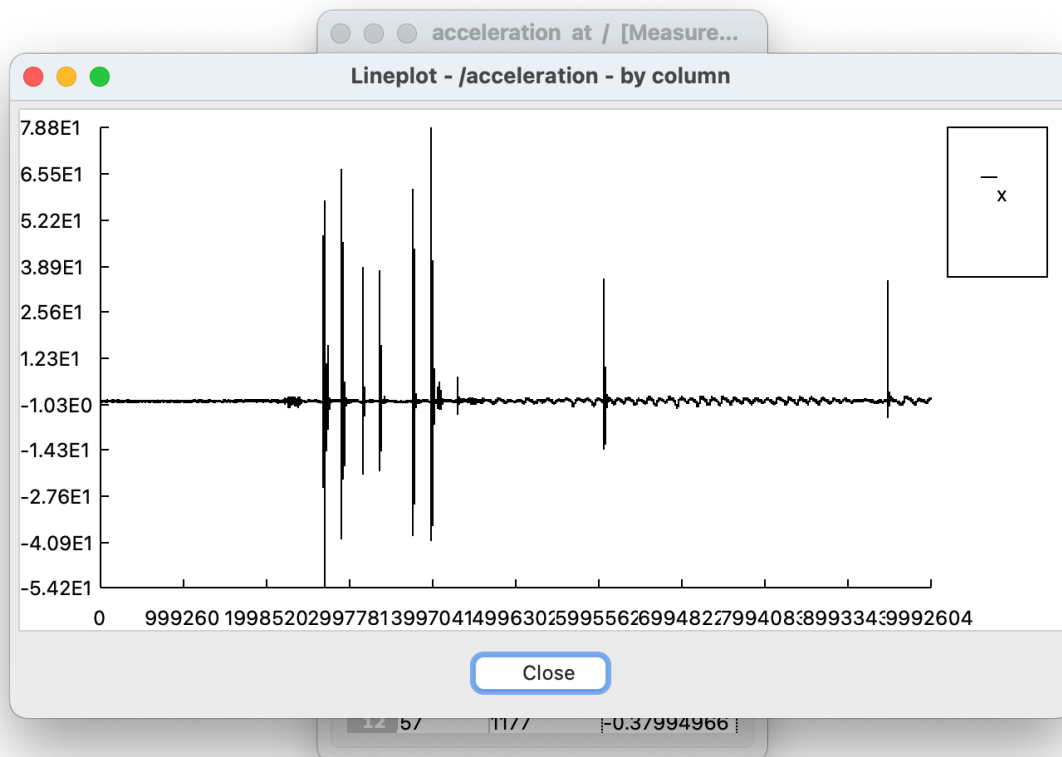 acceleration at / [Measure...
Lineplot - /acceleration - by column
7.88E1
6.55E1
5.22E1
3.89E1
2.56E1
1.23E1
-1.03E0
-1.43E1
-2.76E1
-4.09E1
-5.42E1
x
0 999260 1998520 2997781 3997041 4996302 5995562 6994822 7994083 8993343 9992604
Close
12 57 1177 -0.37994966